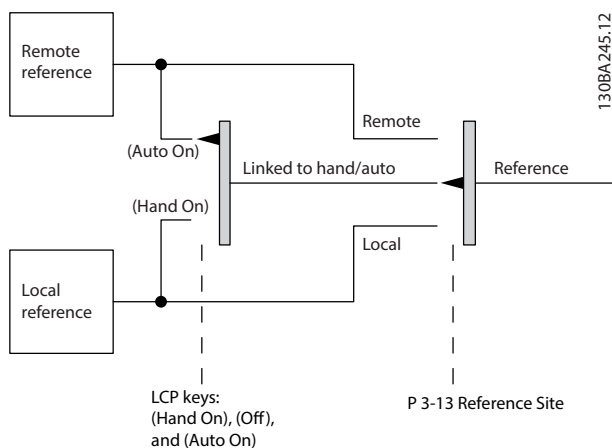 Remote
reference
130BA245.12
Remote
(Auto On)
Linked to hand/auto
Reference
(Hand On)
Local
Local
reference
LCP keys:
(Hand On), (Off),
and (Auto On)
P 3-13 Reference Site